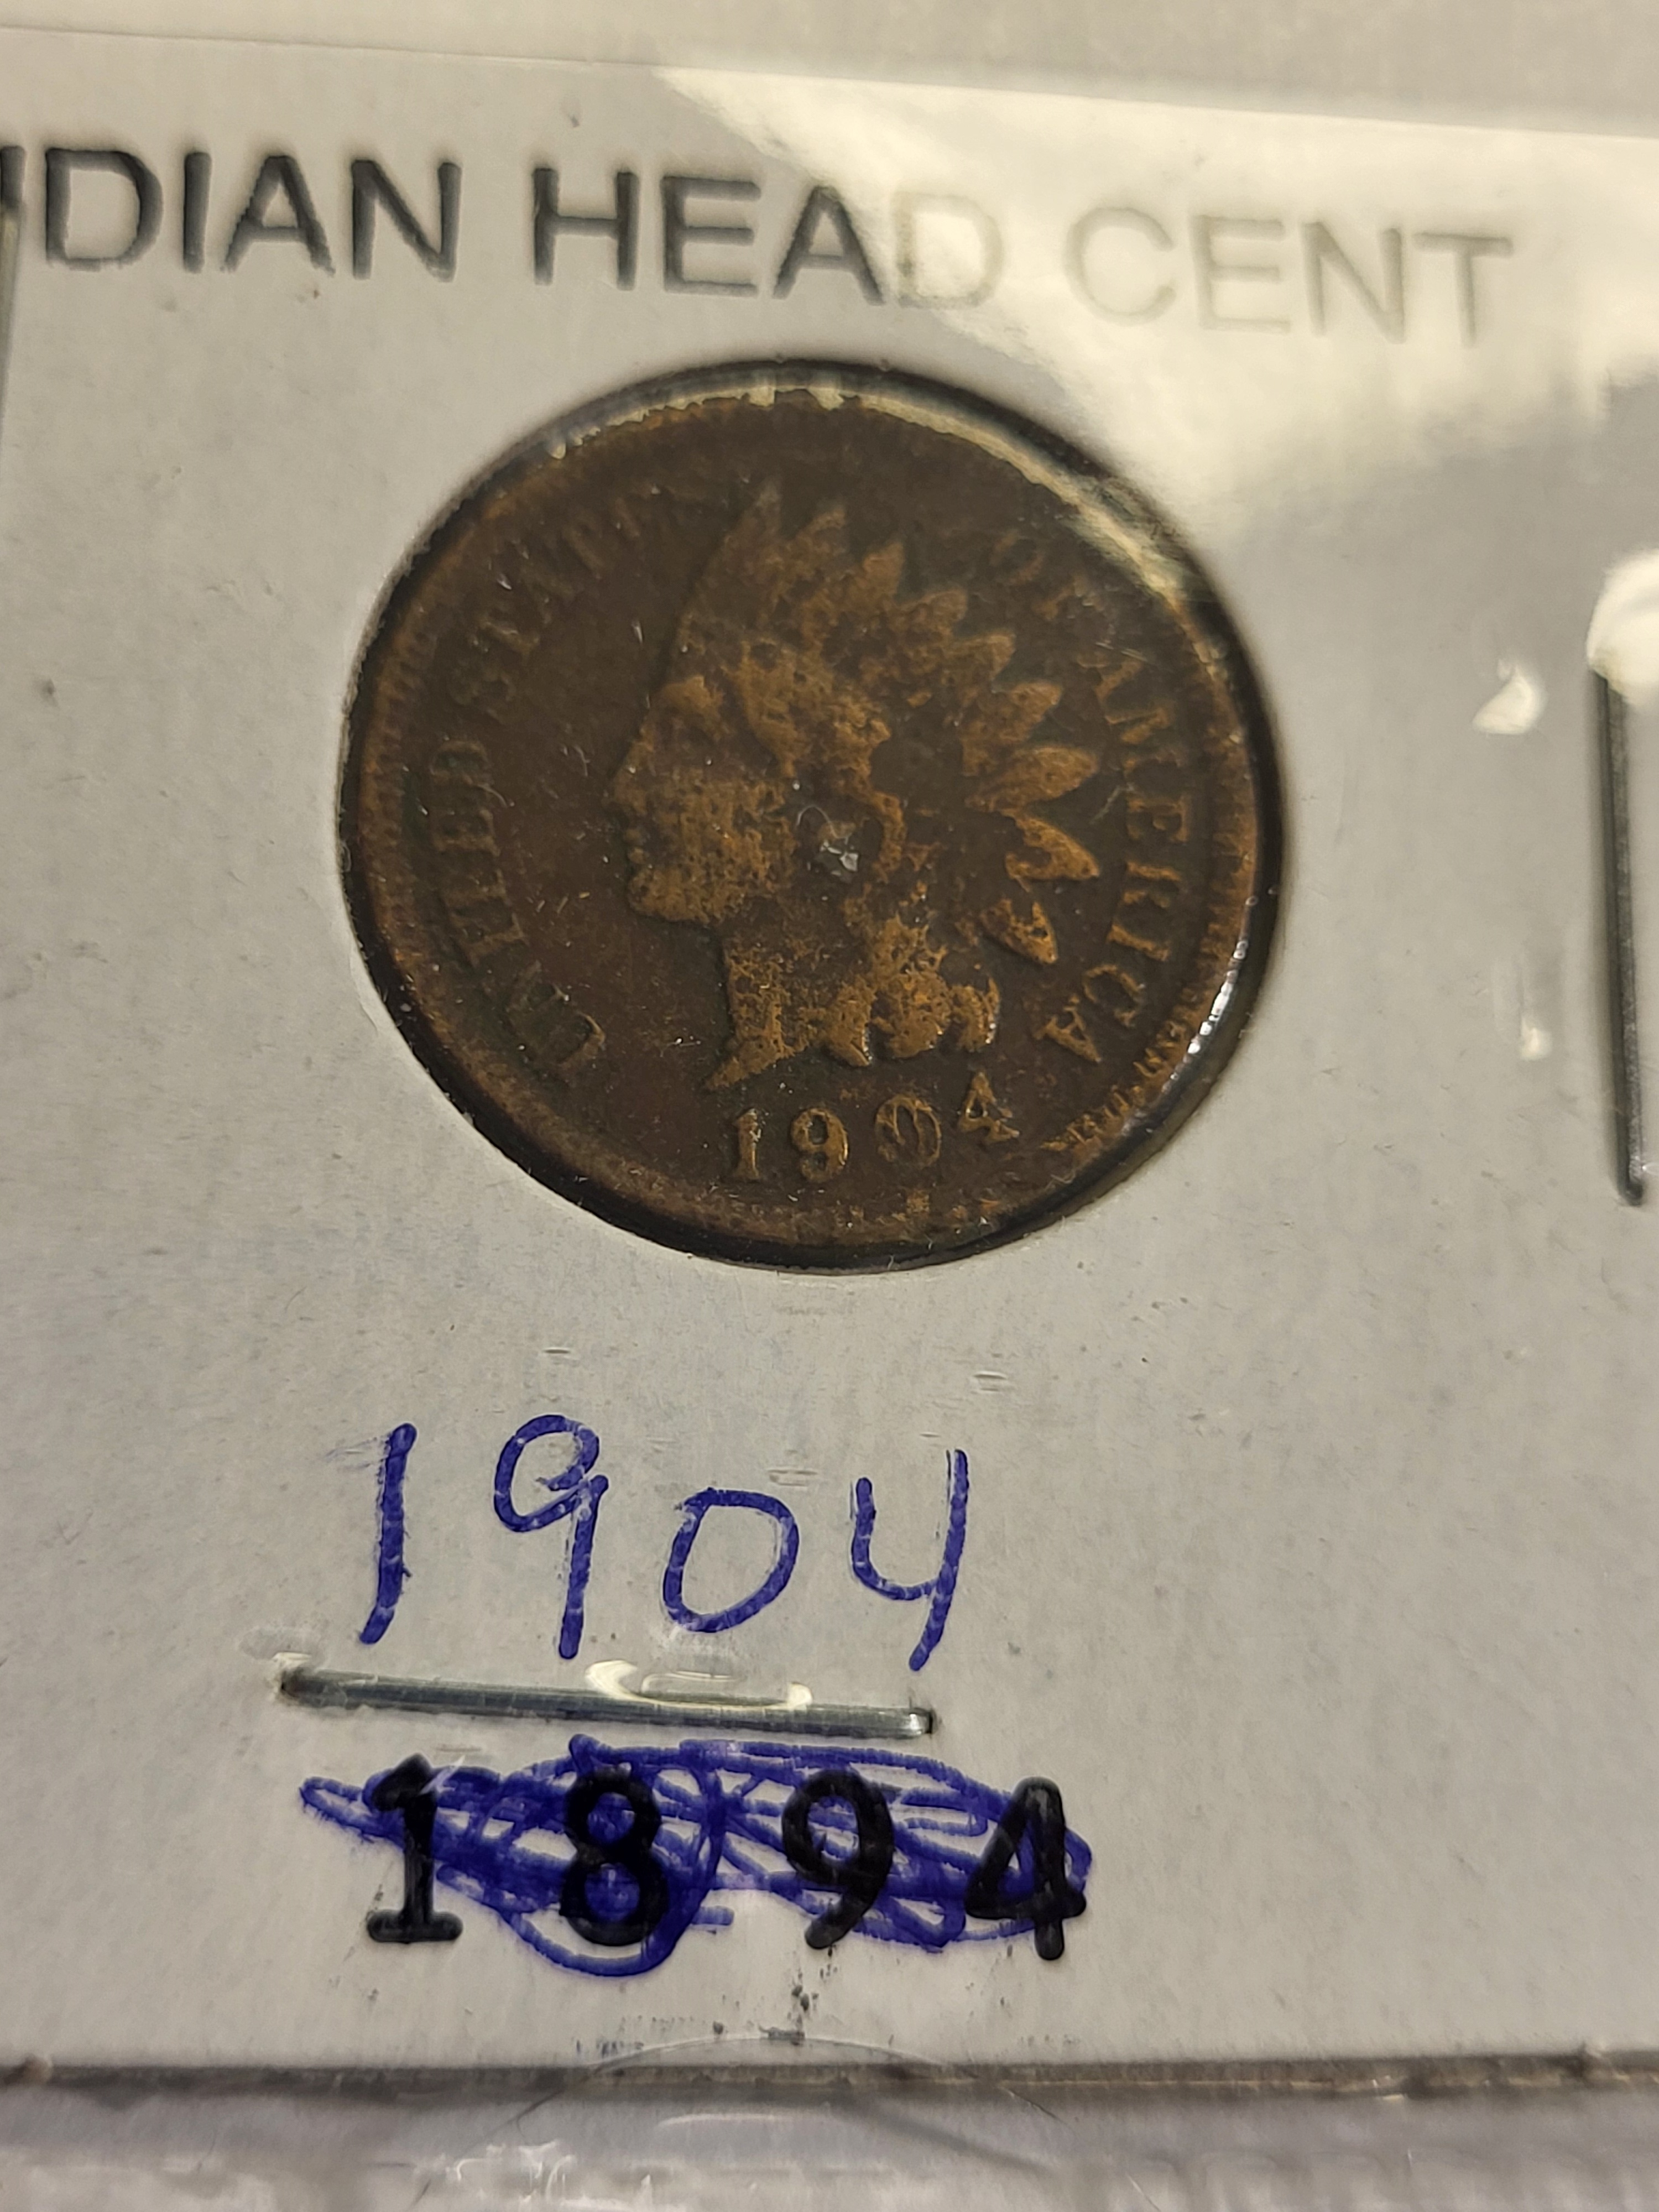 DIAN HEAD CENT
UNITED STATES OF AMERICA
1904
1904
1894